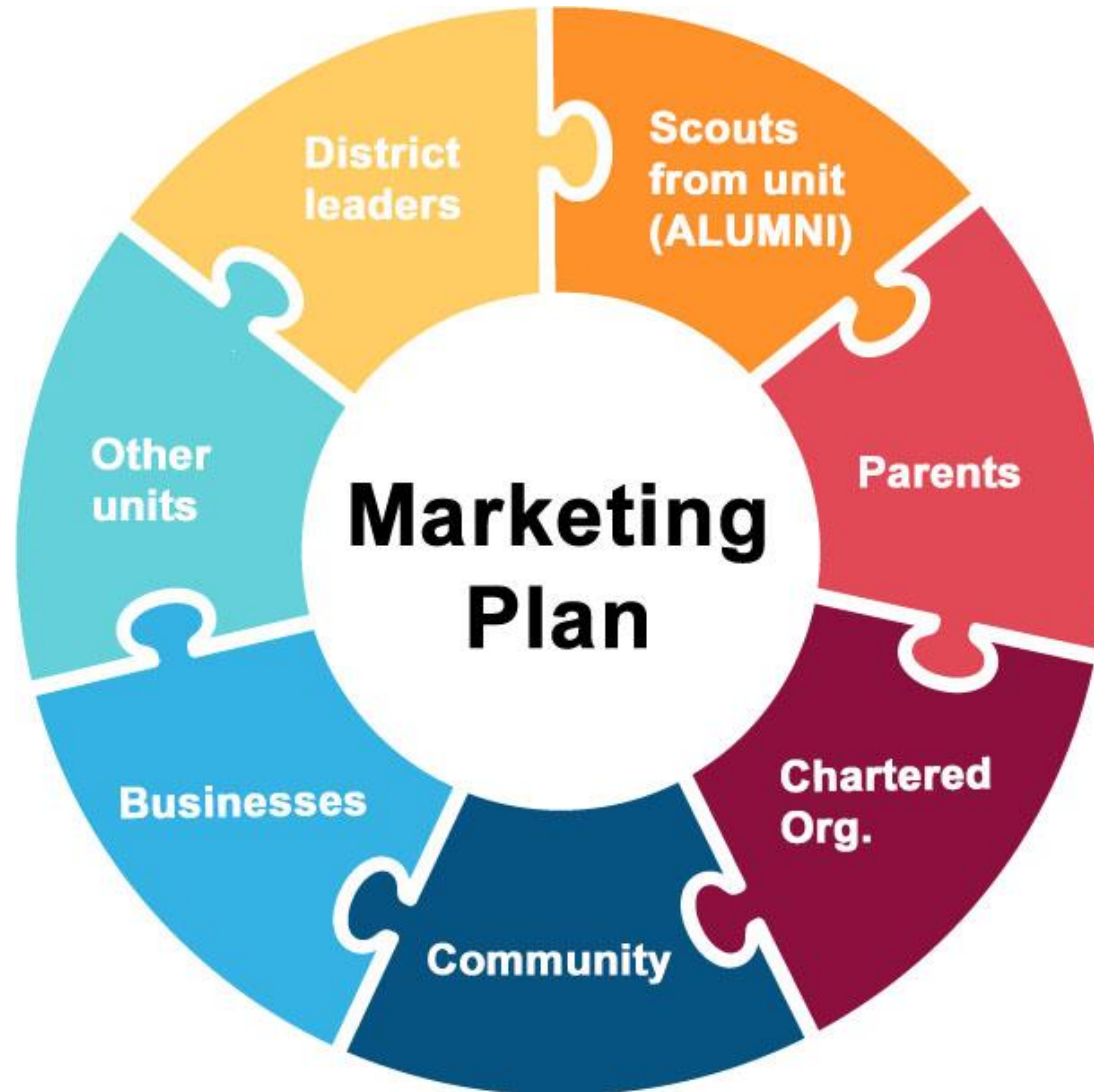 District
leaders
Scouts
from unit
(ALUMNI)
Other
units
Parents
Marketing
Plan
Businesses
Chartered
Org.
Community